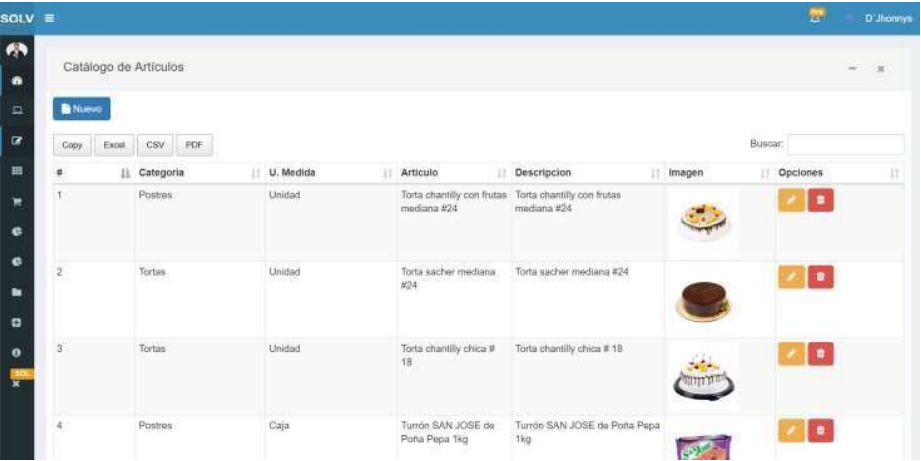 SOLV
D'Jhonnys
Catálogo de Artículos
Nuevo
Copy Excel CSV PDF
Buscar:
# Categoria U. Medida Articulo Descripcion Imagen Opciones
1 Postres Unidad Torta chantilly con frutas Torta chantilly con frutas
mediana #24 mediana #24
2 Tortas Unidad Torta sacher mediana Torta sacher mediana #24
#24
3 Tortas Unidad Torta chantilly chica # Torta chantilly chica # 18
18
4 Postres Caja Turrón SAN JOSE de Turrón SAN JOSE de Poña Pepa
Poña Pepa 1kg 1kg
SOL